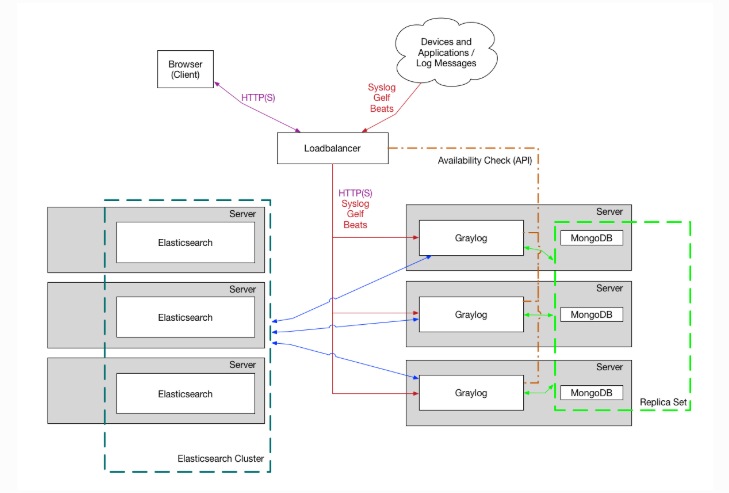 Devices and
Applications /
Log Messages
Browser
(Client)
Syslog
Gelf
Beats
HTTP(S)
Loadbalancer
Availability Check (API)
HTTP(S)
Syslog
Gelf
Beats
Server
Elasticsearch
Server
Graylog
MongoDB
Server
Elasticsearch
Server
Graylog
MongoDB
Server
Elasticsearch
Server
Graylog
MongoDB
Replica Set
Elasticsearch Cluster